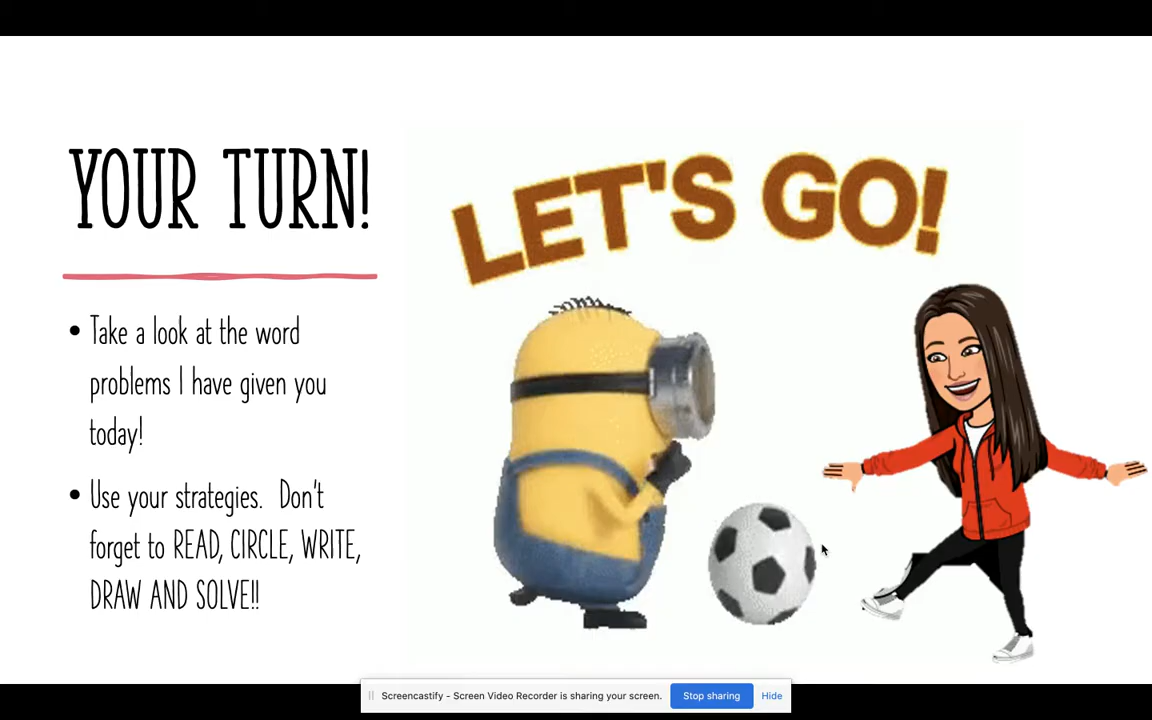 YOUR TURN!
LET'S GO!
• Take a look at the word
problems I have given you
today!
• Use your strategies. Don't
forget to READ, CIRCLE, WRITE,
DRAW AND SOLVE!!
Screencastify - Screen Video Recorder is sharing your screen. Stop sharing Hide